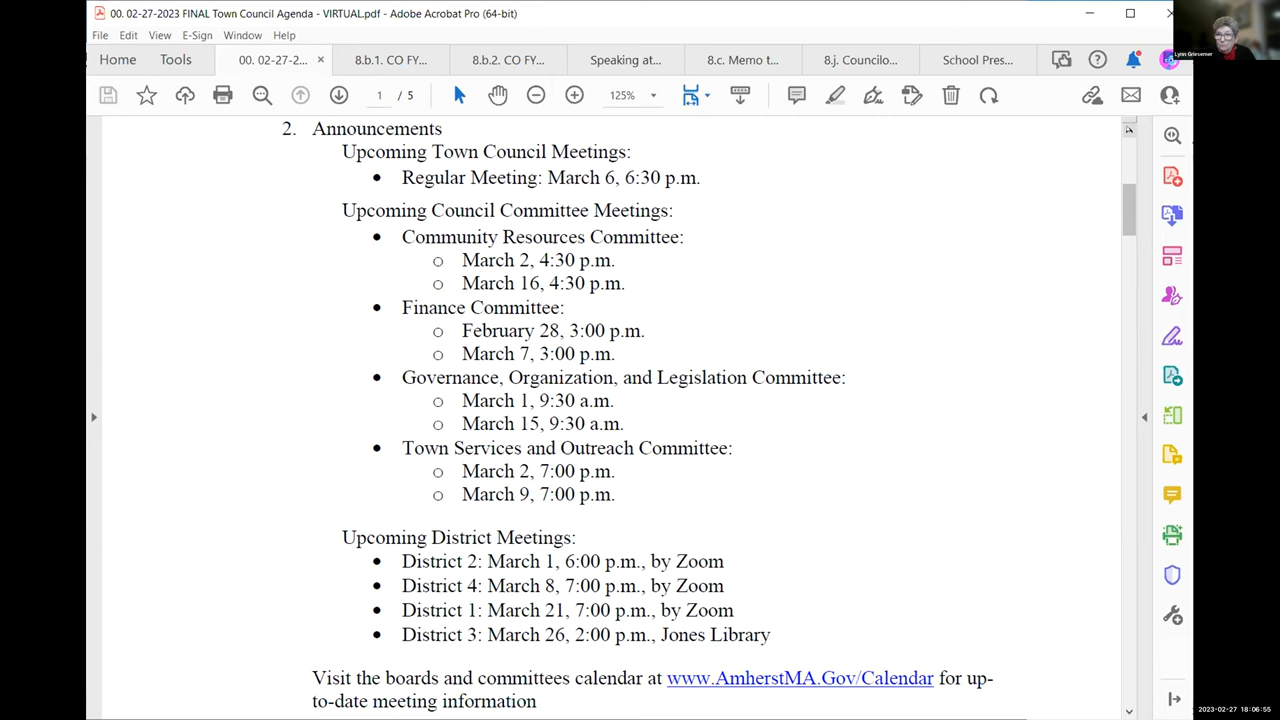 00. 02-27-2023 FINAL Town Council Agenda - VIRTUAL.pdf - Adobe Acrobat Pro (64-bit)
File Edit View E-Sign Window Help
Lynn Griesemer
Home Tools 00. 02-27-2... × 8.b.1. CO FY... CO FY... Speaking at... 8.c. Memo t... 8.j. Councilo... School Pres...
1 / 5 125%
2. Announcements
Upcoming Town Council Meetings:
• Regular Meeting: March 6, 6:30 p.m.
Upcoming Council Committee Meetings:
• Community Resources Committee:
o March 2, 4:30 p.m.
o March 16, 4:30 p.m.
• Finance Committee:
o February 28, 3:00 p.m.
o March 7, 3:00 p.m.
• Governance, Organization, and Legislation Committee:
o March 1, 9:30 a.m.
o March 15, 9:30 a.m.
• Town Services and Outreach Committee:
o March 2, 7:00 p.m.
o March 9, 7:00 p.m.
Upcoming District Meetings:
• District 2: March 1, 6:00 p.m., by Zoom
• District 4: March 8, 7:00 p.m., by Zoom
• District 1: March 21, 7:00 p.m., by Zoom
• District 3: March 26, 2:00 p.m., Jones Library
Visit the boards and committees calendar at www.AmherstMA.Gov/Calendar for up-
to-date meeting information
2023-02-27 18:06:55